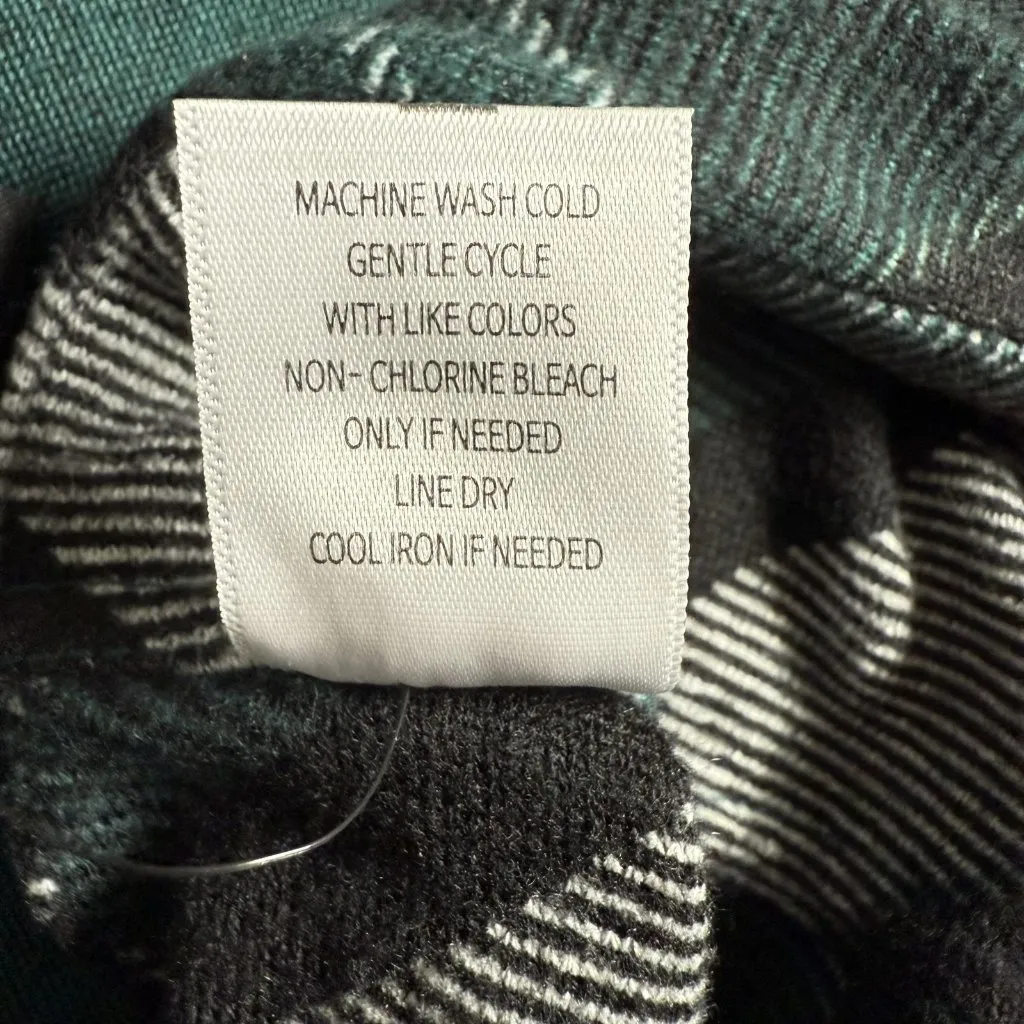 MACHINE WASH COLD
GENTLE CYCLE
WITH LIKE COLORS
NON- CHLORINE BLEACH
ONLY IF NEEDED
LINE DRY
COOL IRON IF NEEDED